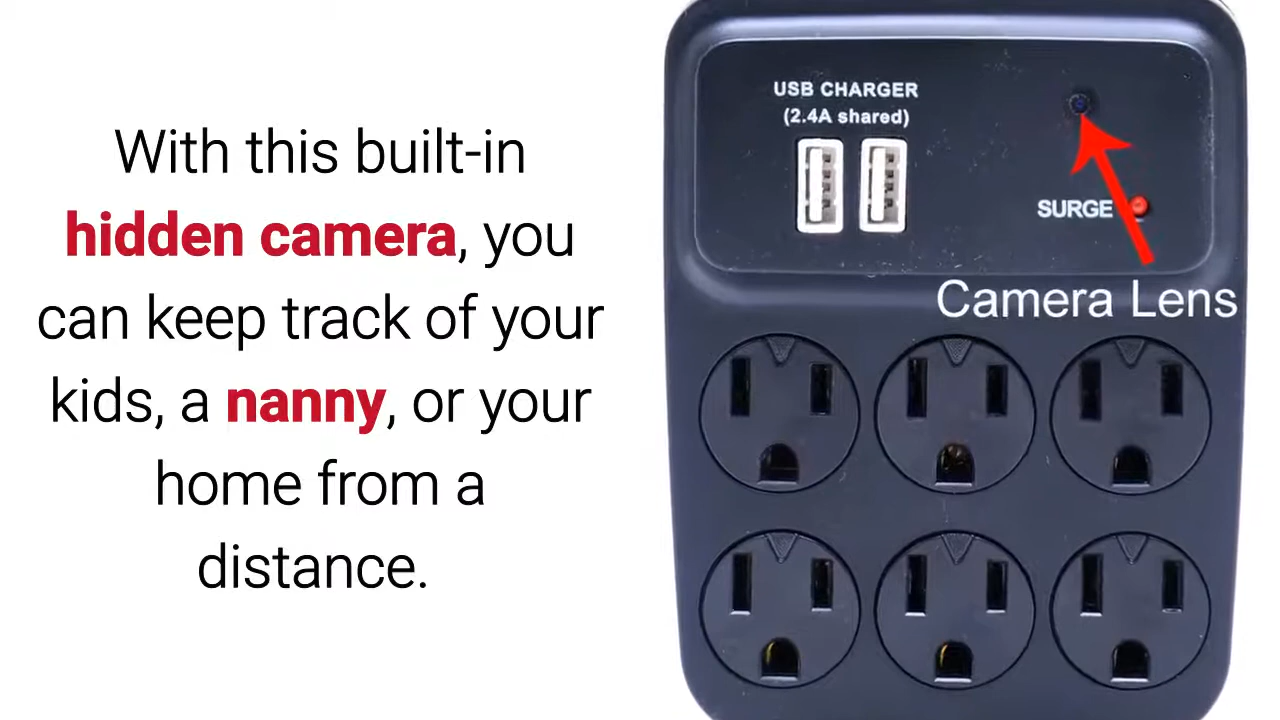 With this built-in
hidden camera, you
can keep track of your
kids, a nanny, or your
home from a
distance.
USB CHARGER
(2.4A shared)
SURGE
Camera Lens